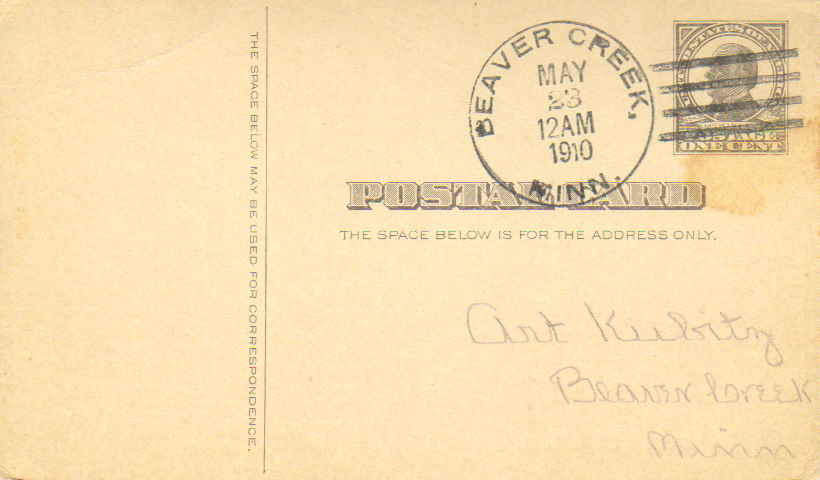 THE SPACE BELOW MAY BE USED FOR CORRESPONDENCE.
BEAVER CREEK,
MAY
23
12AM
1910
MINN.
ONE CENT
POSTAL CARD
THE SPACE BELOW IS FOR THE ADDRESS ONLY.
Art Kiebitz
Beaver Creek
Minn